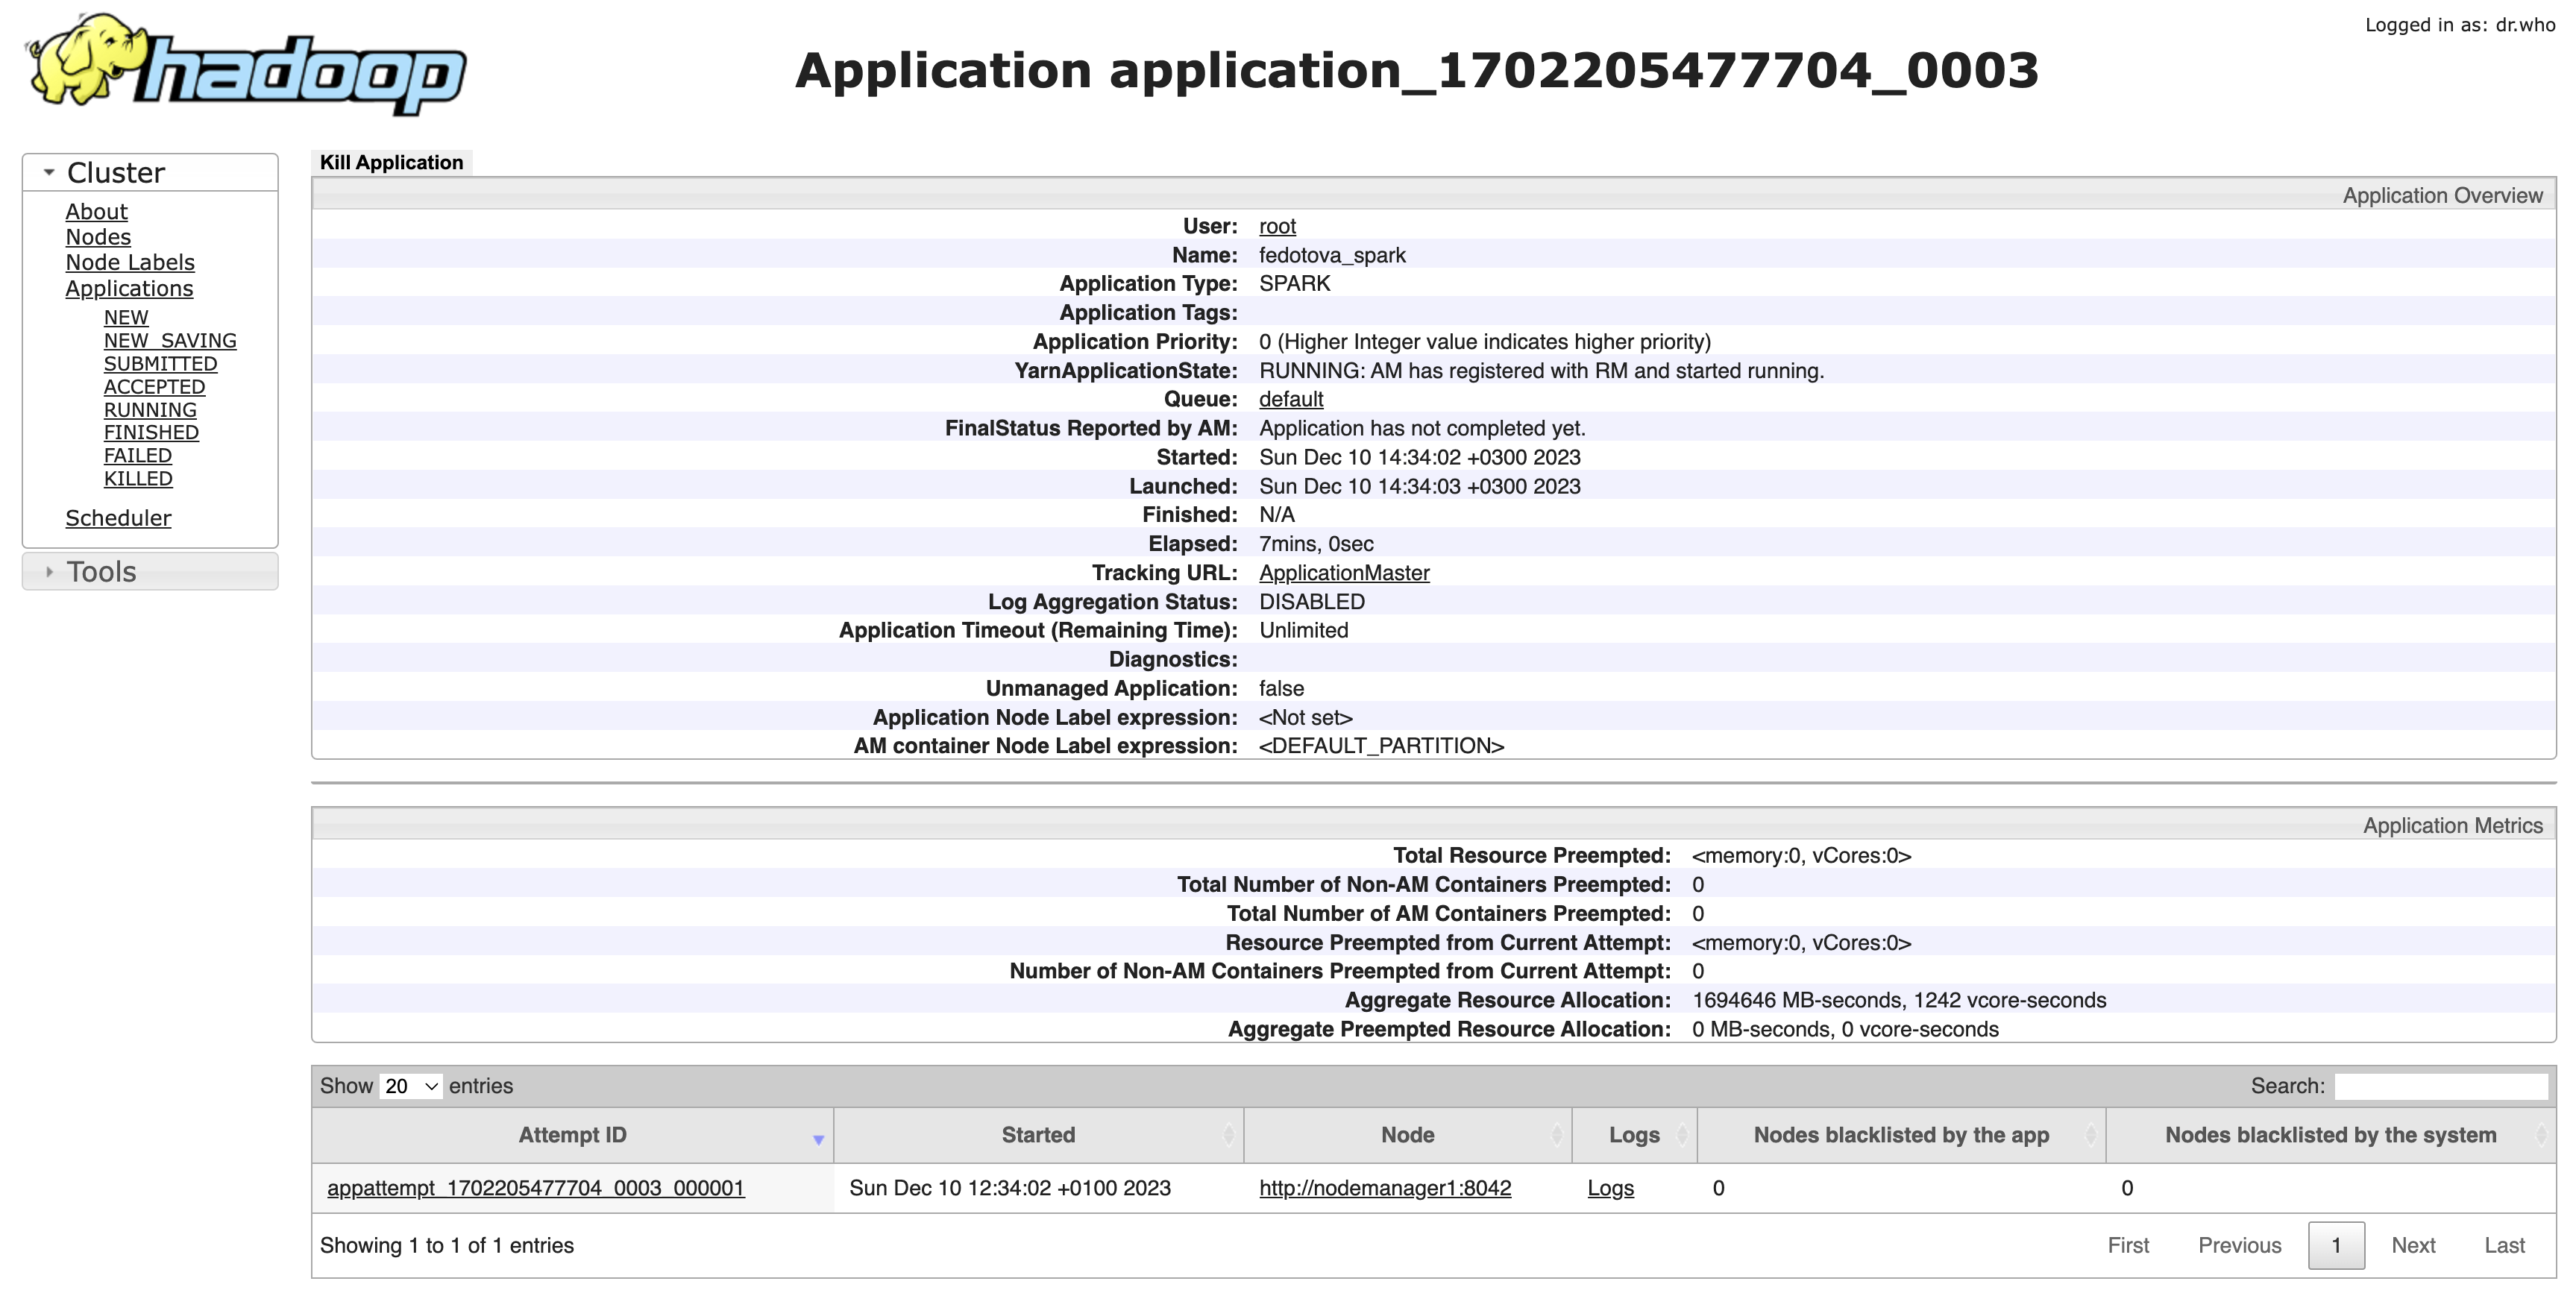 hadoop
Logged in as: dr.who
Application application_1702205477704_0003
Cluster
About
Nodes
Node Labels
Applications
NEW
NEW_SAVING
SUBMITTED
ACCEPTED
RUNNING
FINISHED
FAILED
KILLED
Scheduler
Tools
Kill Application
Application Overview
User: root
Name: fedotova_spark
Application Type: SPARK
Application Tags:
Application Priority: 0 (Higher Integer value indicates higher priority)
YarnApplicationState: RUNNING: AM has registered with RM and started running.
Queue: default
FinalStatus Reported by AM: Application has not completed yet.
Started: Sun Dec 10 14:34:02 +0300 2023
Launched: Sun Dec 10 14:34:03 +0300 2023
Finished: N/A
Elapsed: 7mins, 0sec
Tracking URL: ApplicationMaster
Log Aggregation Status: DISABLED
Application Timeout (Remaining Time): Unlimited
Diagnostics:
Unmanaged Application: false
Application Node Label expression: <Not set>
AM container Node Label expression: <DEFAULT_PARTITION>
Application Metrics
Total Resource Preempted: <memory:0, vCores:0>
Total Number of Non-AM Containers Preempted: 0
Total Number of AM Containers Preempted: 0
Resource Preempted from Current Attempt: <memory:0, vCores:0>
Number of Non-AM Containers Preempted from Current Attempt: 0
Aggregate Resource Allocation: 1694646 MB-seconds, 1242 vcore-seconds
Aggregate Preempted Resource Allocation: 0 MB-seconds, 0 vcore-seconds
Show 20 entries Search:
Attempt ID Started Node Logs Nodes blacklisted by the app Nodes blacklisted by the system
appattempt_1702205477704_0003_000001 Sun Dec 10 12:34:02 +0100 2023 http://nodemanager1:8042 Logs 0 0
Showing 1 to 1 of 1 entries First Previous 1 Next Last